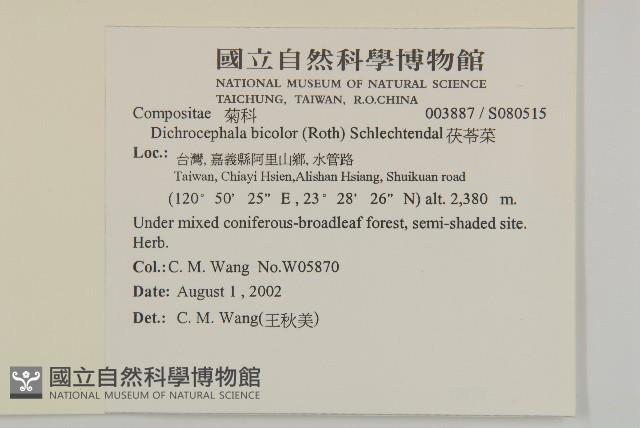 國立自然科學博物館
NATIONAL MUSEUM OF NATURAL SCIENCE
TAICHUNG, TAIWAN, R.O.CHINA
Compositae 菊科 003887 / S080515
Dichrocephala bicolor (Roth) Schlechtendal 茯苓菜
Loc.: 台灣, 嘉義縣阿里山鄉, 水管路
Taiwan, Chiayi Hsien,Alishan Hsiang, Shuikuan road
(120° 50' 25" E , 23° 28' 26" N) alt. 2,380 m.
Under mixed coniferous-broadleaf forest, semi-shaded site.
Herb.
Col.: C. M. Wang No.W05870
Date: August 1 , 2002
Det.: C. M. Wang(王秋美)
國立自然科學博物館
NATIONAL MUSEUM OF NATURAL SCIENCE